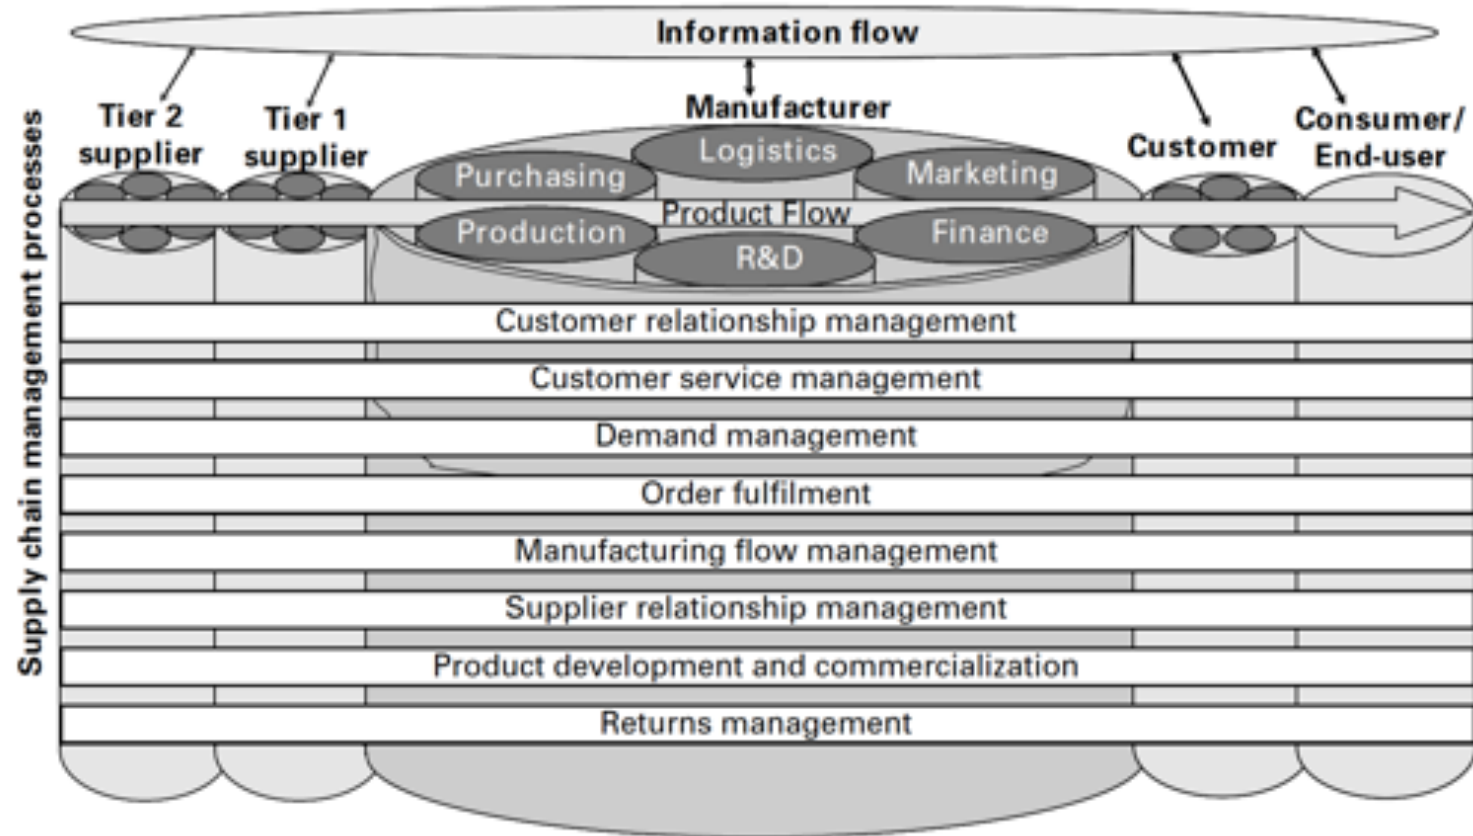 Information flow
Tier 2
supplier
Tier 1
supplier
Manufacturer
Customer
Consumer/
End-user
Purchasing
Logistics
Marketing
Product Flow
Production
R&D
Finance
Supply chain management processes
Customer relationship management
Customer service management
Demand management
Order fulfilment
Manufacturing flow management
Supplier relationship management
Product development and commercialization
Returns management